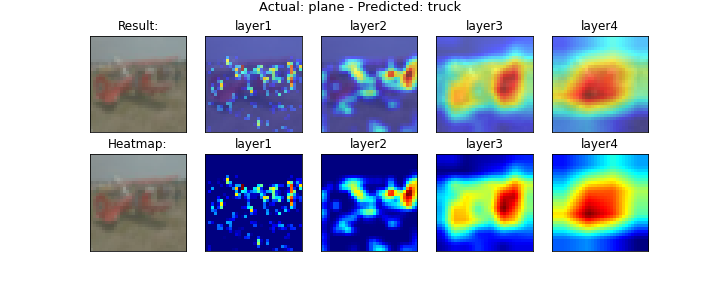 Actual: plane - Predicted: truck
Result: layer1 layer2 layer3 layer4
Heatmap: layer1 layer2 layer3 layer4